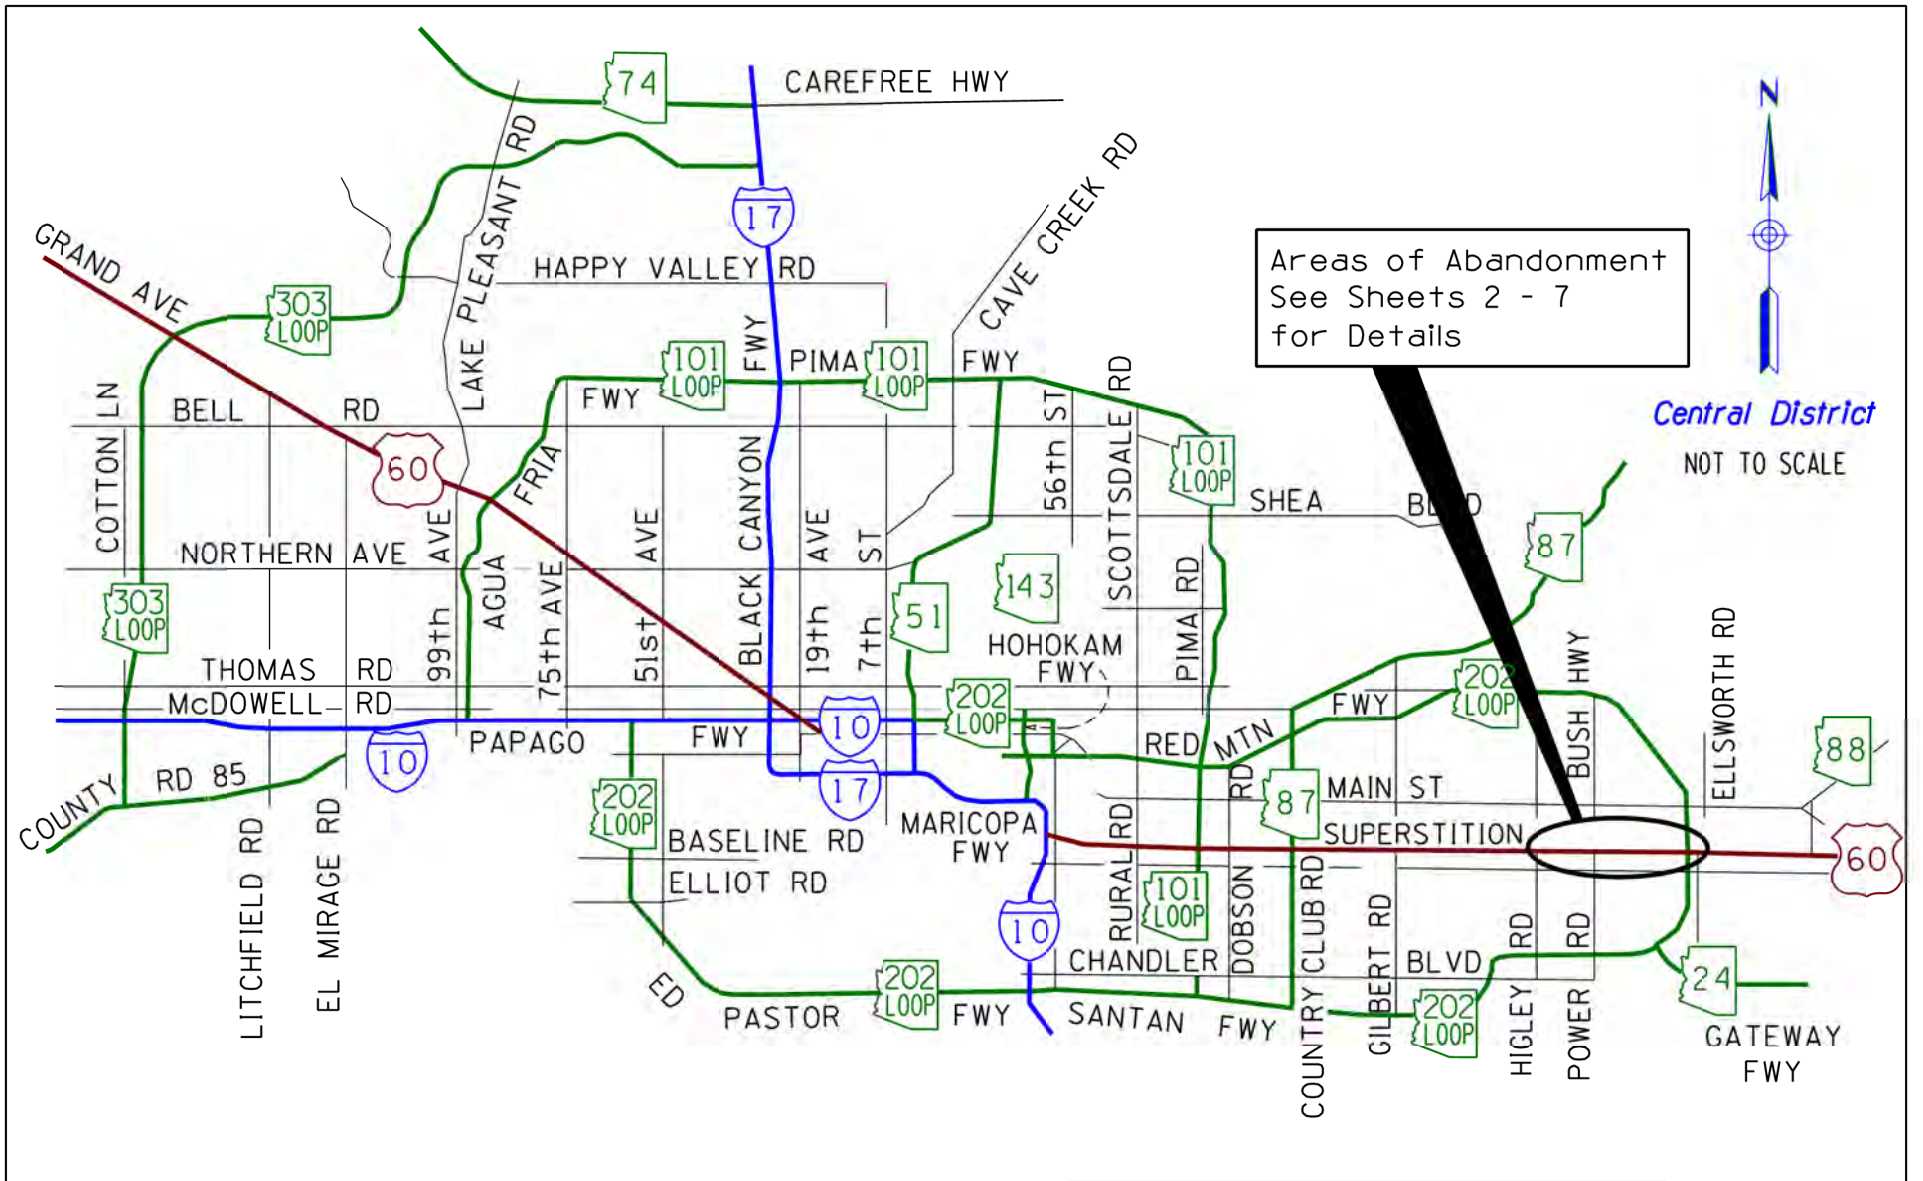 74
CAREFREE HWY
N
LAKE PLEASANT RD
CAVE CREEK RD
17
GRAND AVE
HAPPY VALLEY RD
Areas of Abandonment
See Sheets 2 - 7
for Details
303
LOOP
101
LOOP
FWY
PIMA
101
LOOP
FWY
FWY
COTTON LN
BELL RD
56th ST
SCOTTSDALE RD
Central District
NOT TO SCALE
60
FRIA
BLACK CANYON
101
LOOP
SHEA BLVD
87
NORTHERN AVE
99th AVE
AGUA
75th AVE
51st AVE
19th AVE
7th ST
143
51
303
LOOP
PIMA RD
HOHOKAM
FWY
BUSH HWY
ELLSWORTH RD
THOMAS RD
McDOWELL RD
202
LOOP
202
LOOP
FWY
10
PAPAGO
FWY
10
RED MTN
88
COUNTY RD 85
17
202
LOOP
87
MAIN ST
LITCHFIELD RD
EL MIRAGE RD
BASELINE RD
MARICOPA
FWY
RURAL RD
SUPERSTITION
60
ELLIOT RD
101
LOOP
DOBSON RD
COUNTRY CLUB RD
GILBERT RD
HIGLEY RD
POWER RD
10
CHANDLER BLVD
ED
PASTOR
202
LOOP
FWY
SANTAN
FWY
202
LOOP
24
GATEWAY
FWY